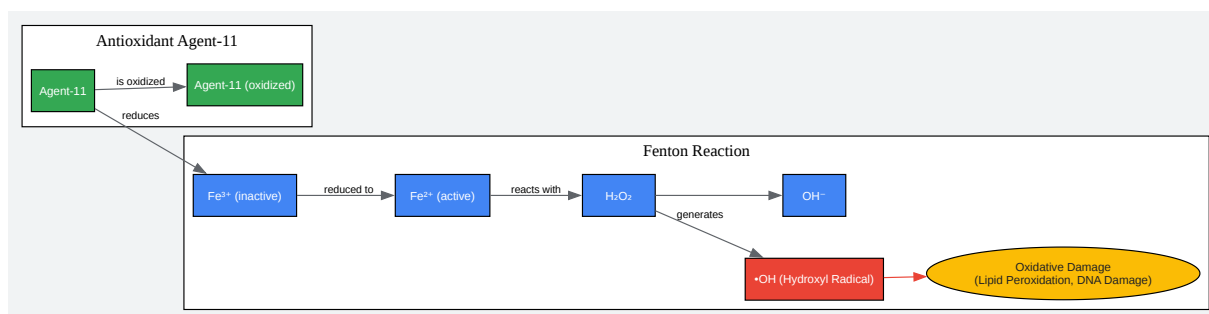 Antioxidant Agent-11
Agent-11
is oxidized
Agent-11 (oxidized)
reduces
Fenton Reaction
Fe³⁺ (inactive)
reduced to
Fe²⁺ (active)
reacts with
H₂O₂
OH⁻
generates
•OH (Hydroxyl Radical)
Oxidative Damage
(Lipid Peroxidation, DNA Damage)